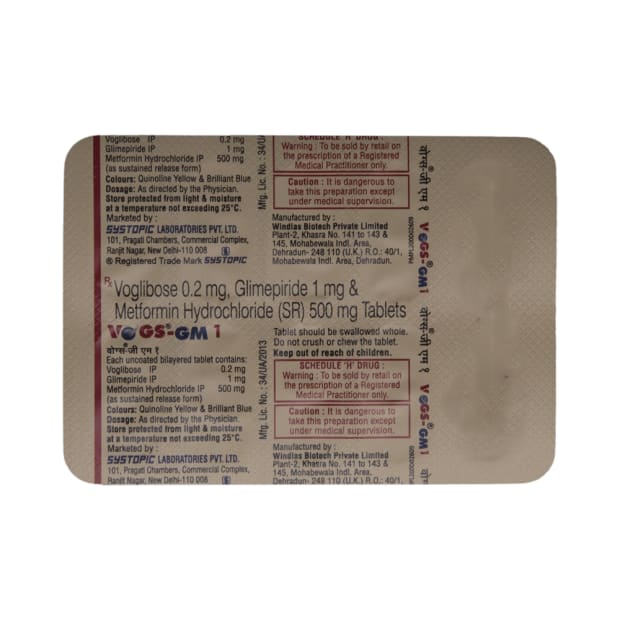 Voglibose IP 0.2 mg
Glimepiride IP 1 mg
Metformin Hydrochloride IP 500 mg
(as sustained release form)
Colours: Quinoline Yellow & Brilliant Blue
Dosage: As directed by the Physician.
Store protected from light & moisture
at a temperature not exceeding 25°C.
Marketed by :
SYSTOPIC LABORATORIES PVT. LTD.
101, Pragati Chambers, Commercial Complex,
Ranjit Nagar, New Delhi-110 008
® Registered Trade Mark SYSTOPIC
Mfg. Lic. No. : 34/UA
SCHEDULE 'H' DRUG :
Warning : To be sold by retail on
the prescription of a Registered
Medical Practitioner only.
Caution : It is dangerous to
take this preparation except
under medical supervision.
Manufactured by :
Windlas Biotech Private Limited
Plant-2, Khasra No. 141 to 143 &
145, Mohabewala Indl. Area,
Dehradun- 248 110 (U.K.) R.O.: 40/1,
Mohabewala Indl. Area, Dehradun.
Rx Voglibose 0.2 mg, Glimepiride 1 mg &
Metformin Hydrochloride (SR) 500 mg Tablets
VOGS®-GM 1
वोग्स®-जी एम १
Each uncoated bilayered tablet contains:
Voglibose IP 0.2 mg
Glimepiride IP 1 mg
Metformin Hydrochloride IP 500 mg
(as sustained release form)
Colours: Quinoline Yellow & Brilliant Blue
Dosage: As directed by the Physician.
Store protected from light & moisture
at a temperature not exceeding 25°C.
Marketed by :
SYSTOPIC LABORATORIES PVT. LTD.
101, Pragati Chambers, Commercial Complex,
Ranjit Nagar, New Delhi-110 008
Mfg. Lic. No. : 34/UA/2013
Tablet should be swallowed whole.
Do not crush or chew the tablet.
Keep out of reach of children.
SCHEDULE 'H' DRUG :
Warning : To be sold by retail on
the prescription of a Registered
Medical Practitioner only.
Caution : It is dangerous to
take this preparation except
under medical supervision.
Manufactured by :
Windlas Biotech Private Limited
Plant-2, Khasra No. 141 to 143 &
145, Mohabewala Indl. Area,
Dehradun- 248 110 (U.K.) R.O.: 40/1,
वोग्स®-जी एम १ VOGS®-GM 1
वोग्स®-जी एम १ VOGS®-GM 1